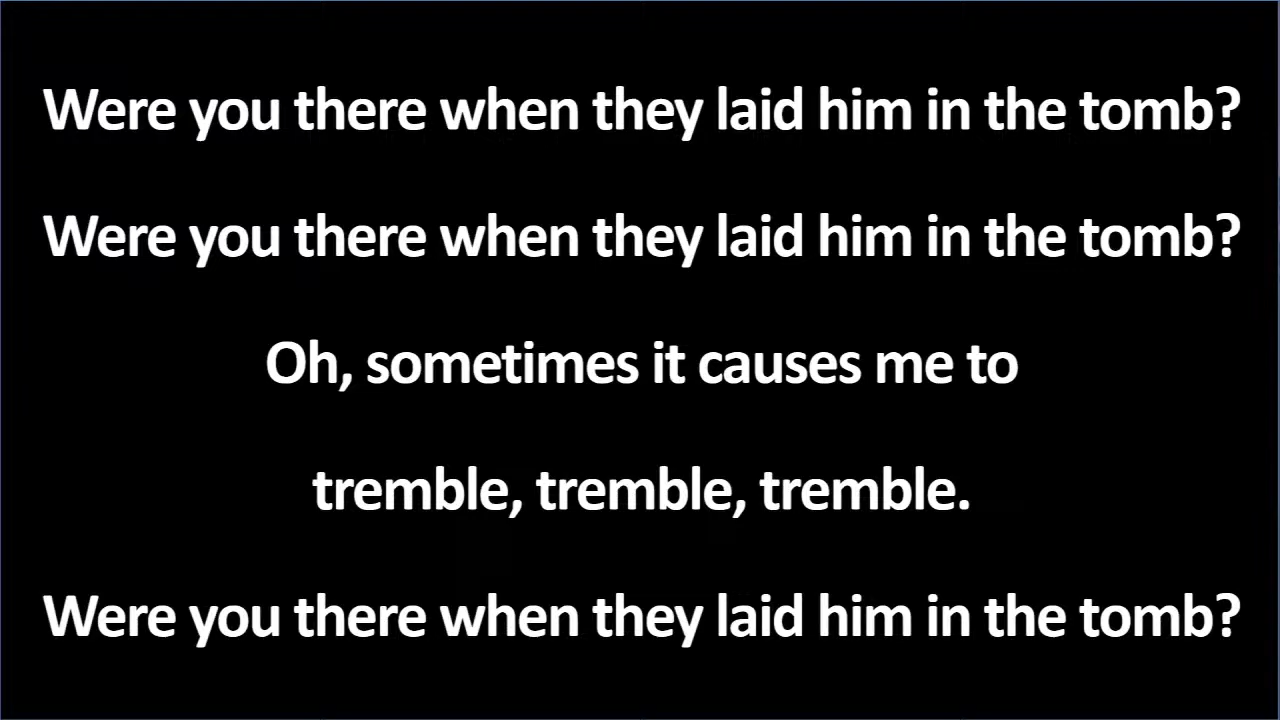 Were you there when they laid him in the tomb?
Were you there when they laid him in the tomb?
Oh, sometimes it causes me to
tremble, tremble, tremble.
Were you there when they laid him in the tomb?